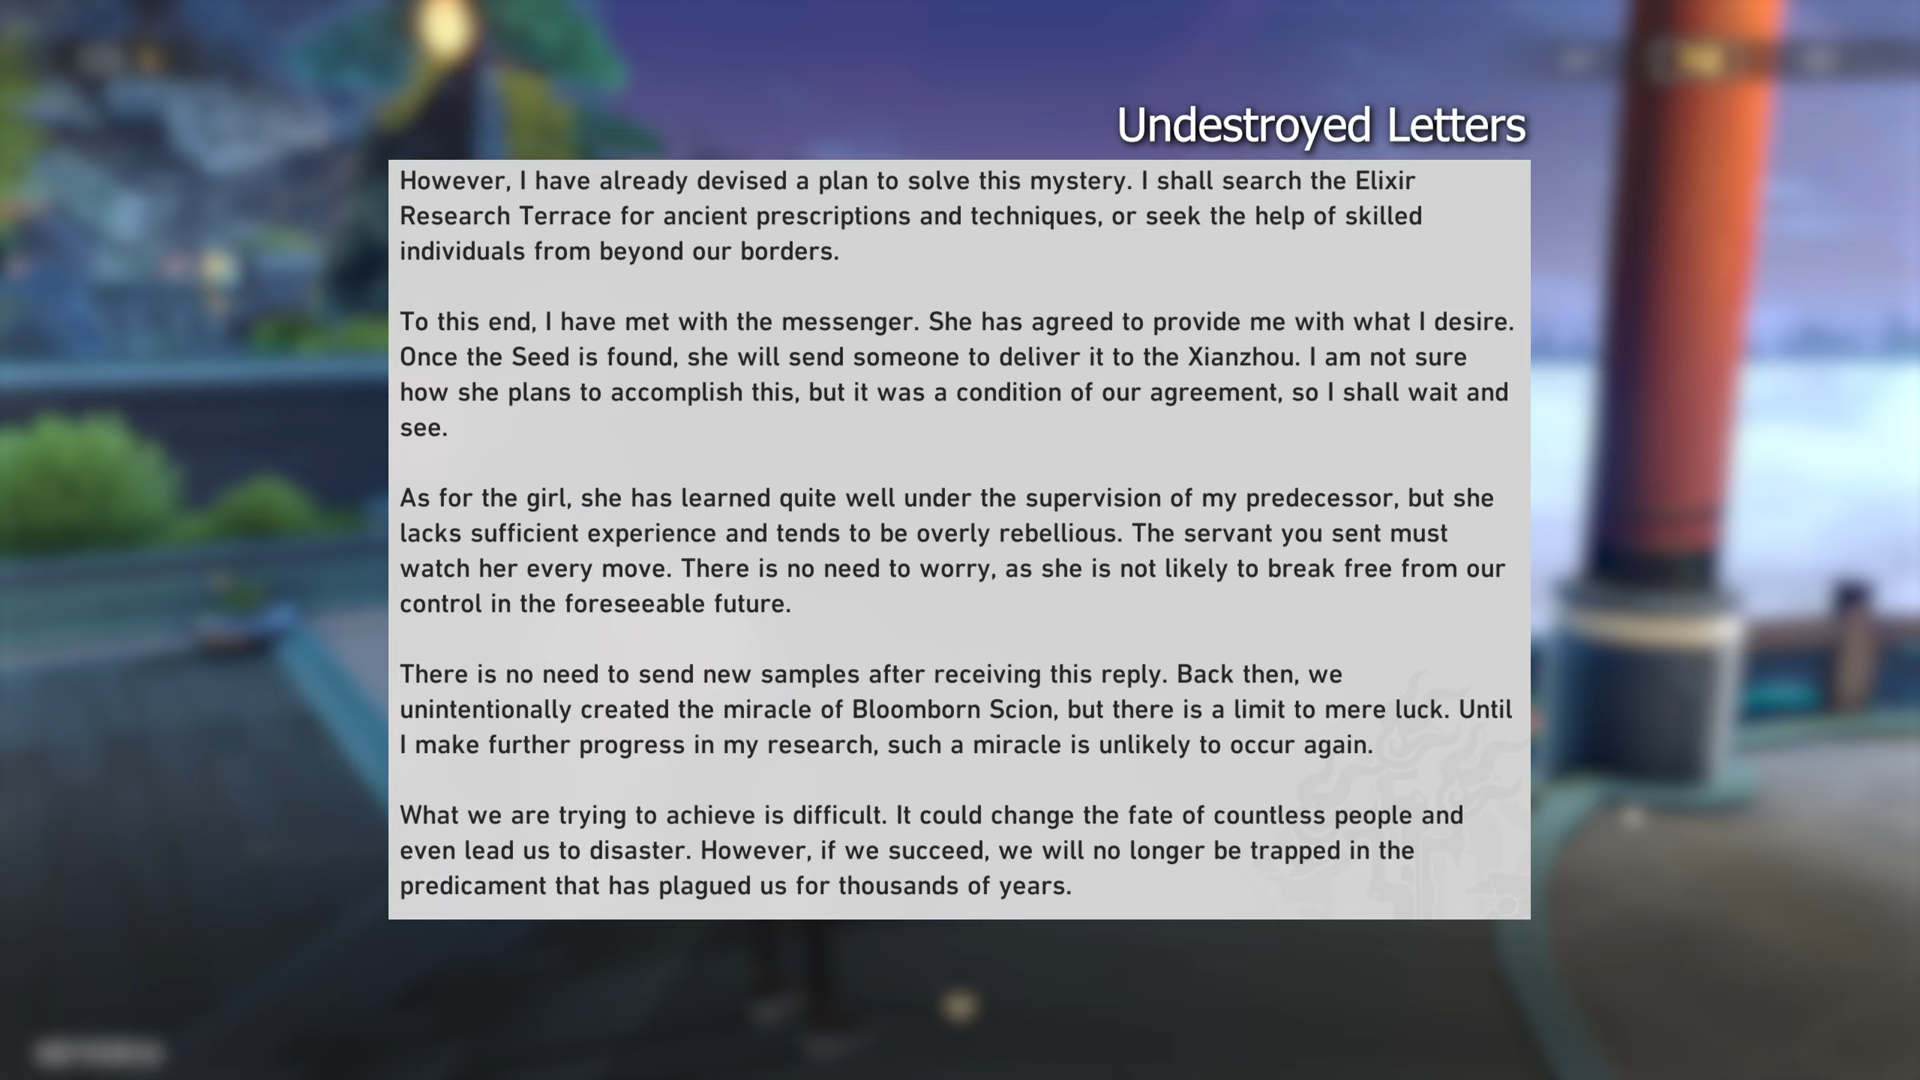 Undestroyed Letters
However, I have already devised a plan to solve this mystery. I shall search the Elixir
Research Terrace for ancient prescriptions and techniques, or seek the help of skilled
individuals from beyond our borders.
To this end, I have met with the messenger. She has agreed to provide me with what I desire.
Once the Seed is found, she will send someone to deliver it to the Xianzhou. I am not sure
how she plans to accomplish this, but it was a condition of our agreement, so I shall wait and
see.
As for the girl, she has learned quite well under the supervision of my predecessor, but she
lacks sufficient experience and tends to be overly rebellious. The servant you sent must
watch her every move. There is no need to worry, as she is not likely to break free from our
control in the foreseeable future.
There is no need to send new samples after receiving this reply. Back then, we
unintentionally created the miracle of Bloomborn Scion, but there is a limit to mere luck. Until
I make further progress in my research, such a miracle is unlikely to occur again.
What we are trying to achieve is difficult. It could change the fate of countless people and
even lead us to disaster. However, if we succeed, we will no longer be trapped in the
predicament that has plagued us for thousands of years.